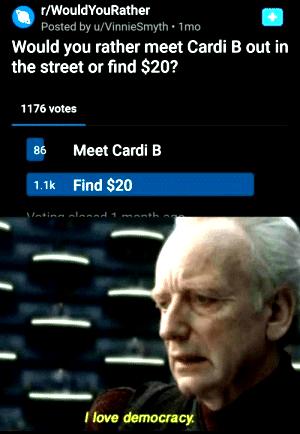 r/WouldYouRather
Posted by u/VinnieSmyth • 1mo
Would you rather meet Cardi B out in
the street or find $20?
1176 votes
86 Meet Cardi B
1.1k Find $20
Voting closed 1 month ago
I love democracy.